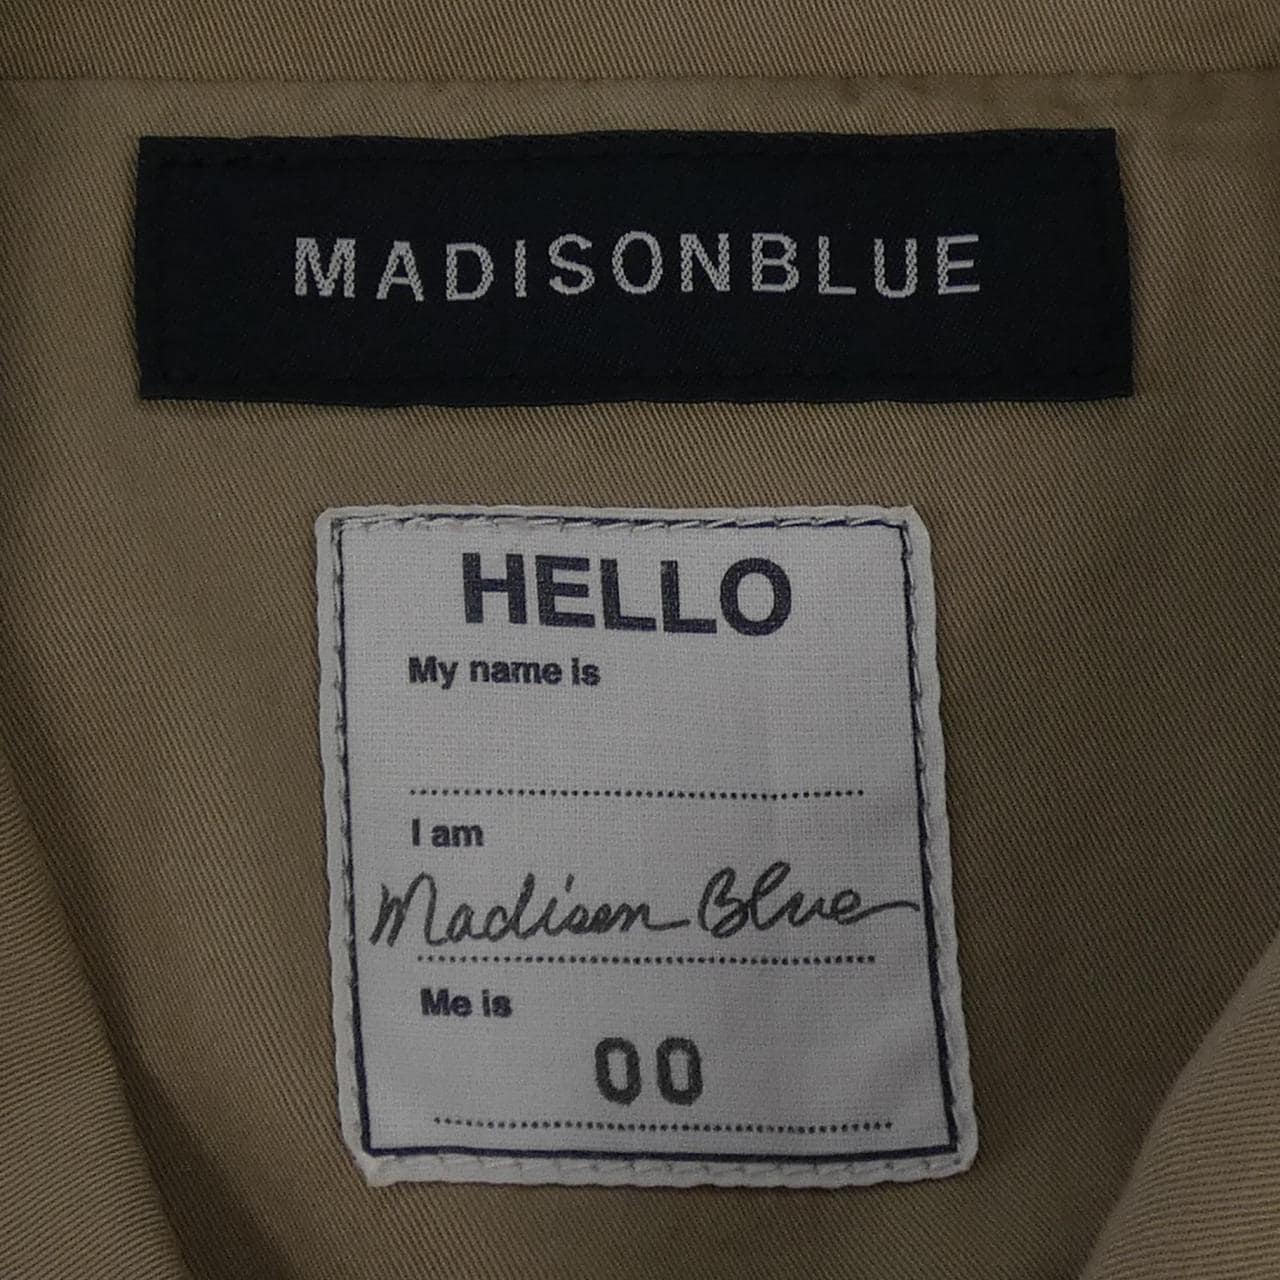 MADISONBLUE
HELLO
My name is
I am
Madison Blue
Me is
00